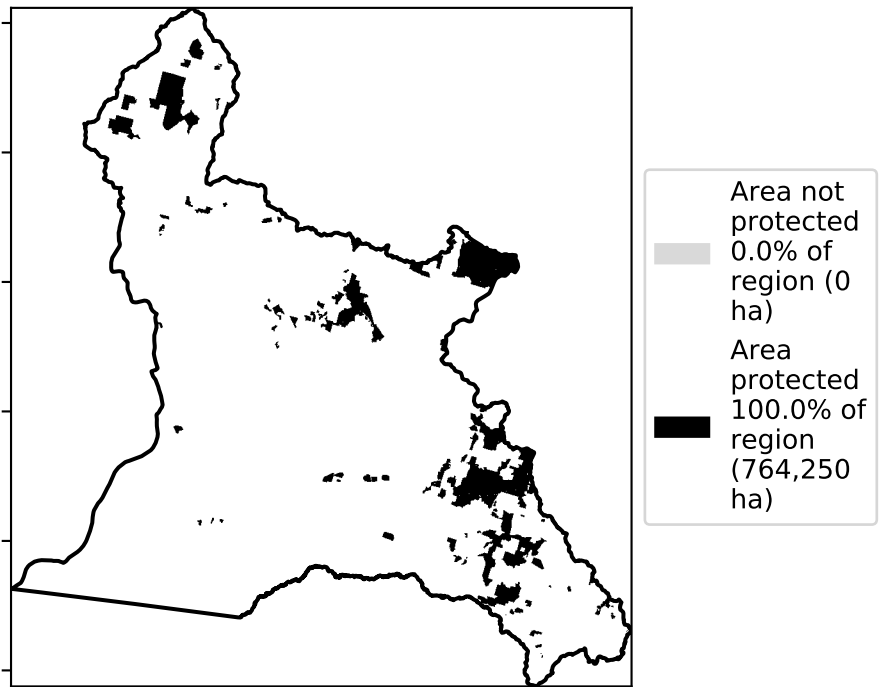 Area not
protected
0.0% of
region (0
ha)
Area
protected
100.0% of
region
(764,250
ha)